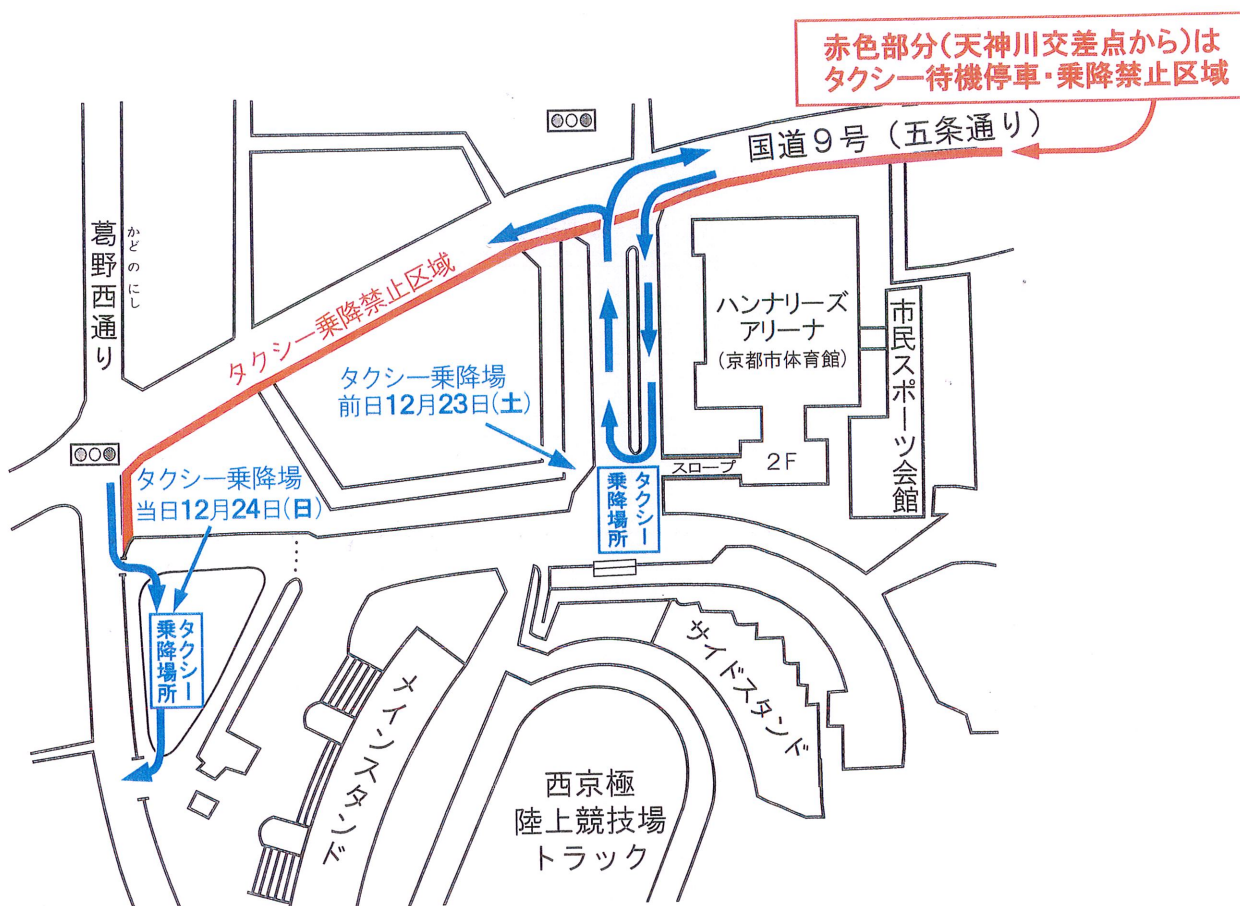 赤色部分(天神川交差点から)は
タクシー待機停車・乗降禁止区域
国道9号(五条通り)
葛野西通り
かどのにし
タクシー乗降禁止区域
ハンナリーズ
アリーナ
(京都市体育館)
市民スポーツ会館
タクシー乗降場
前日12月23日(土)
スロープ
2F
タクシー
乗降場所
タクシー乗降場
当日12月24日(日)
タクシー
乗降場所
メインスタンド
サイドスタンド
西京極
陸上競技場
トラック